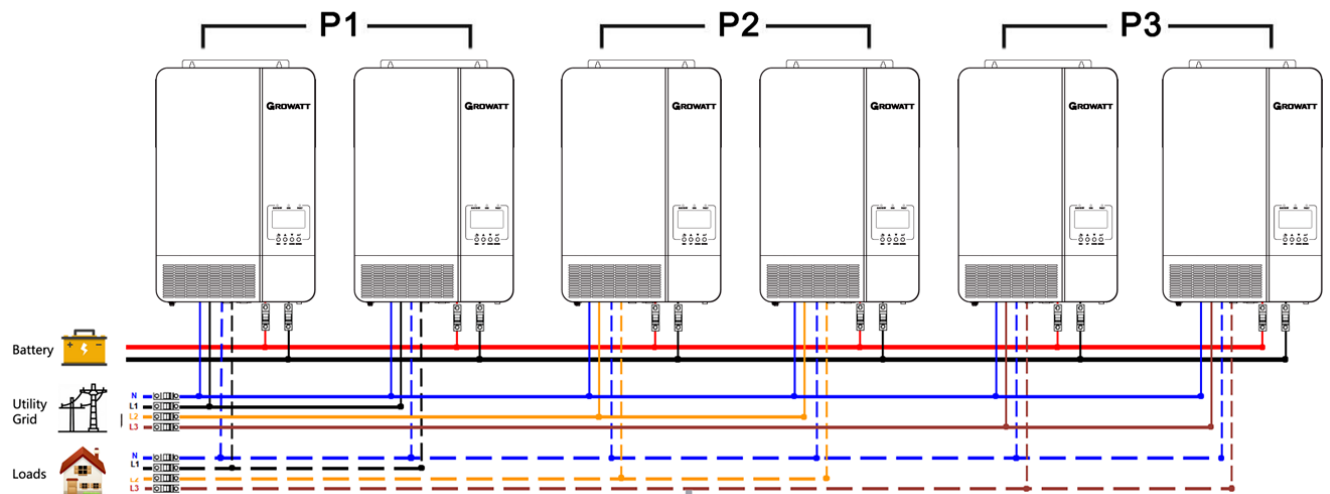 P1 P2 P3
GROWATT GROWATT GROWATT GROWATT GROWATT GROWATT
Battery
+ −
Utility
Grid
N
L1
L2
L3
Loads
N
L1
L2
L3